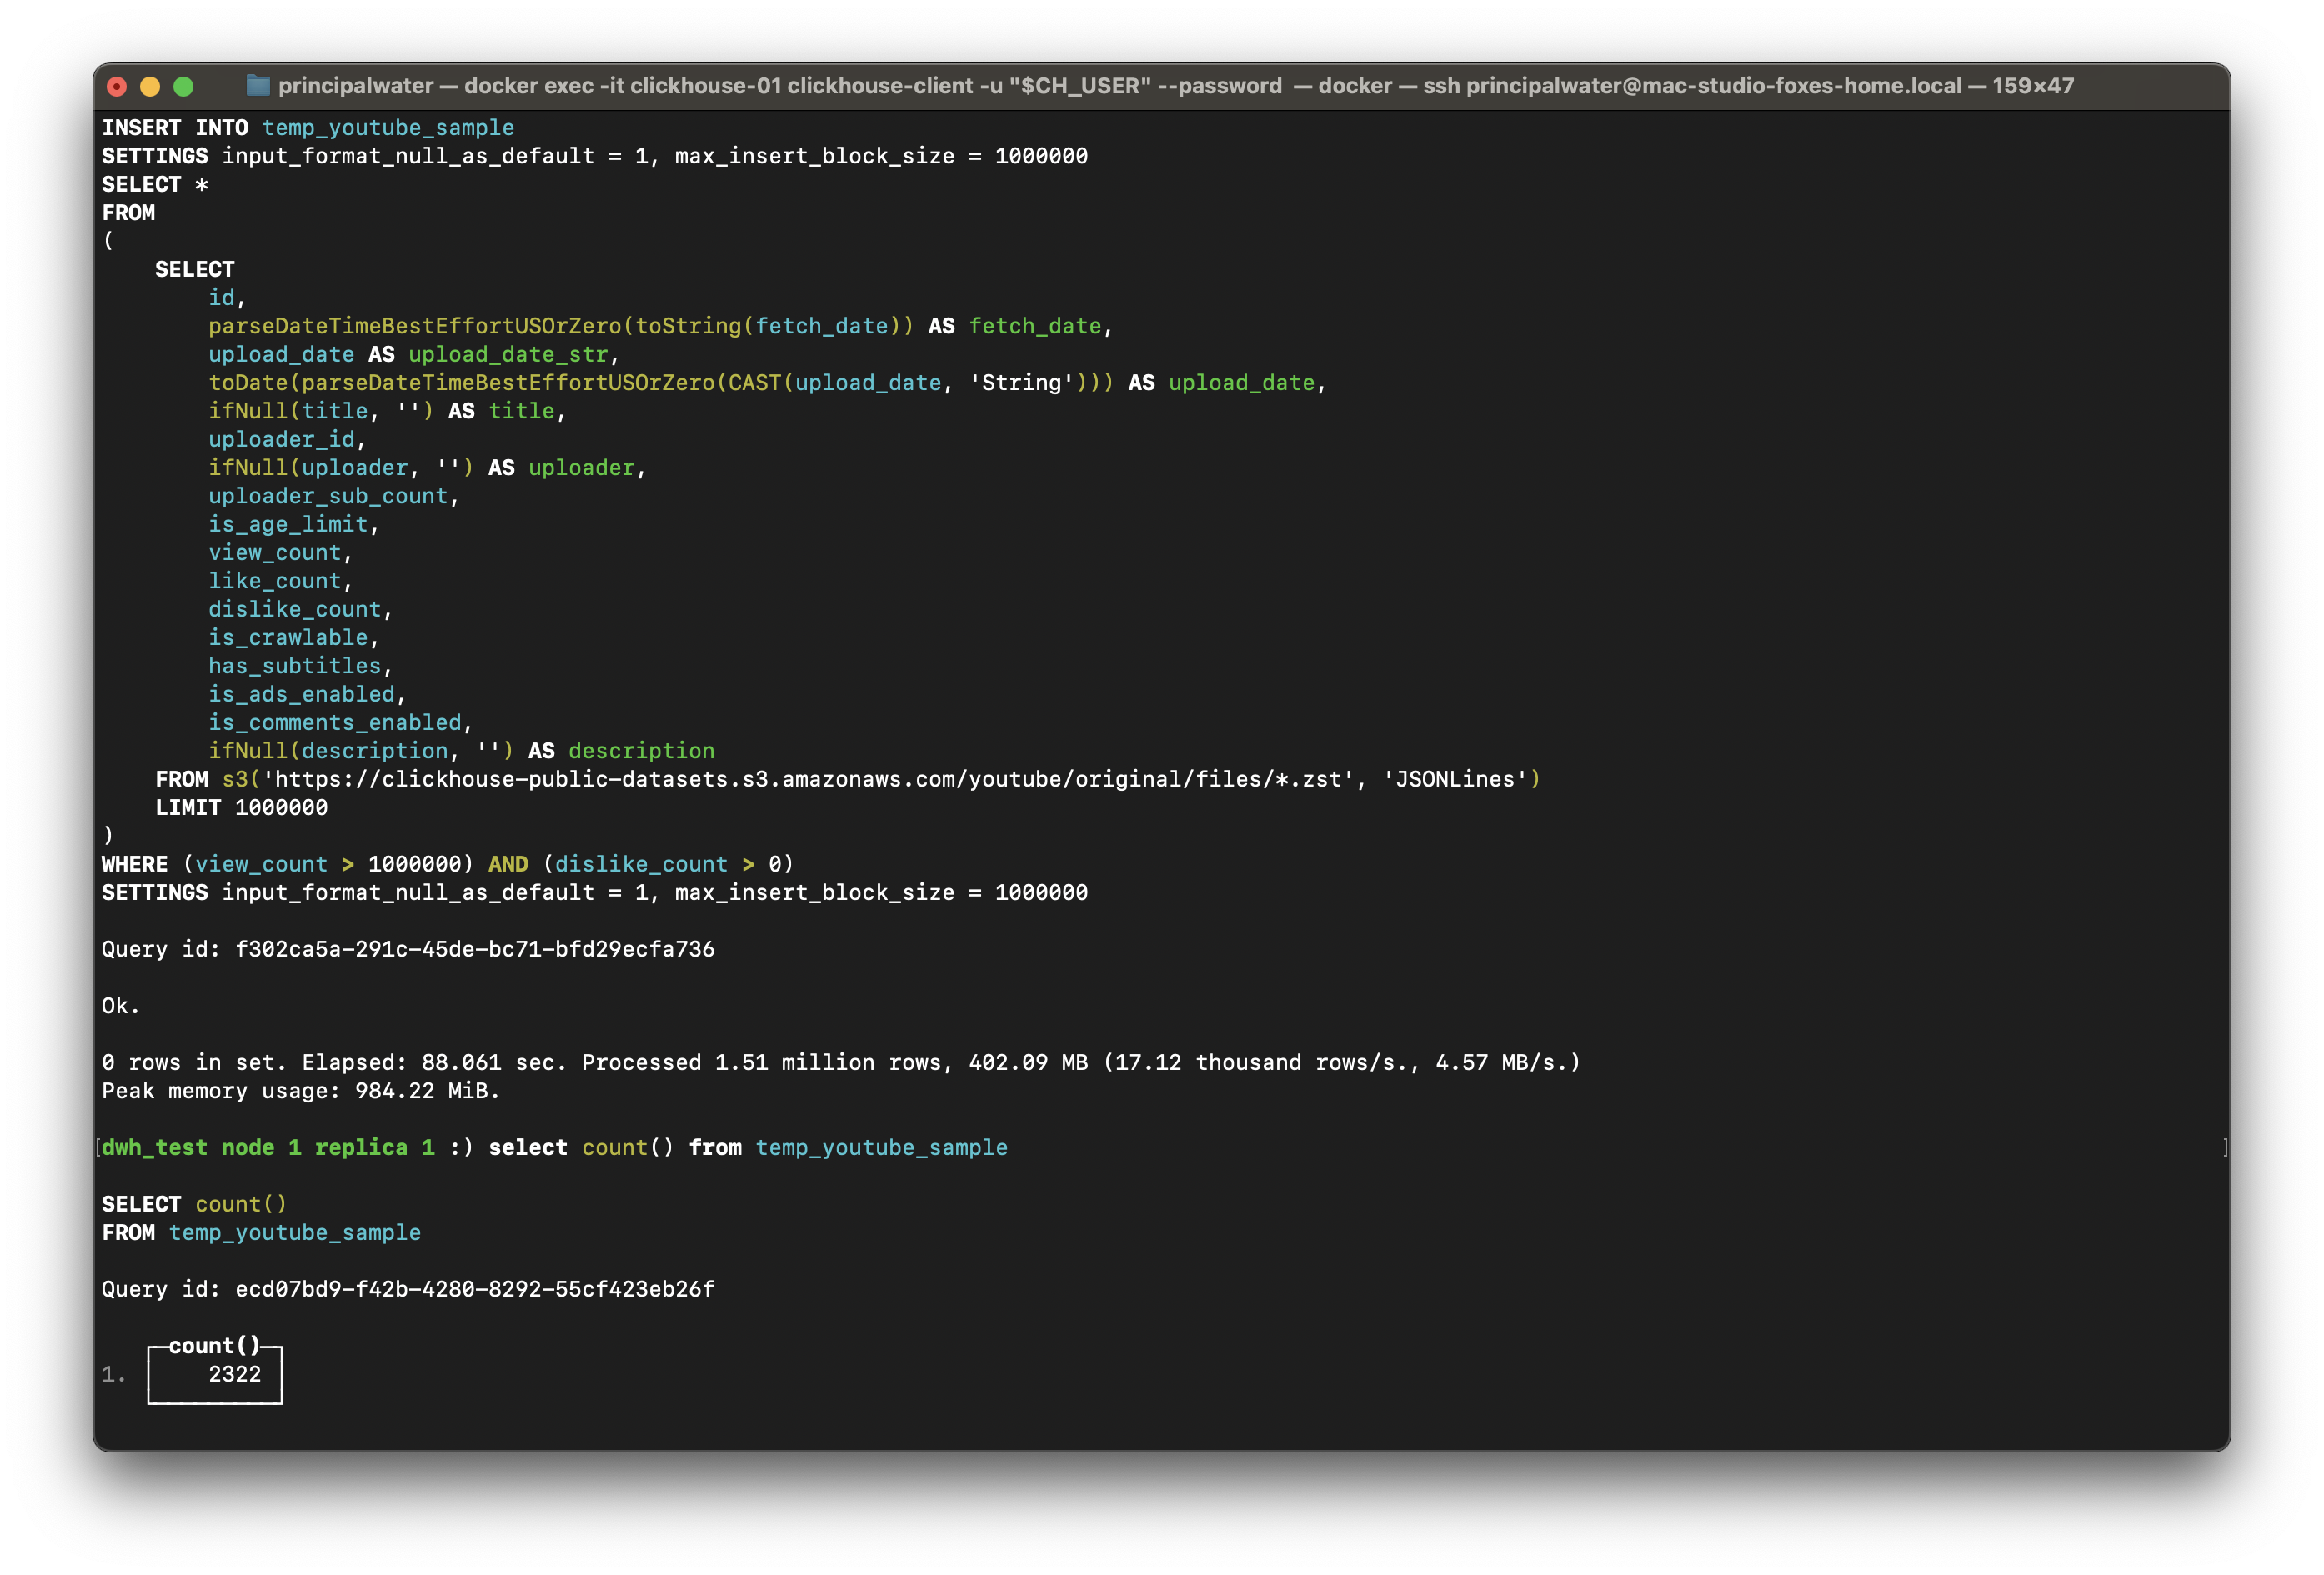 principalwater — docker exec -it clickhouse-01 clickhouse-client -u "$CH_USER" --password — docker — ssh principalwater@mac-studio-foxes-home.local — 159×47
INSERT INTO temp_youtube_sample
SETTINGS input_format_null_as_default = 1, max_insert_block_size = 1000000
SELECT *
FROM
(
    SELECT
        id,
        parseDateTimeBestEffortUSOrZero(toString(fetch_date)) AS fetch_date,
        upload_date AS upload_date_str,
        toDate(parseDateTimeBestEffortUSOrZero(CAST(upload_date, 'String'))) AS upload_date,
        ifNull(title, '') AS title,
        uploader_id,
        ifNull(uploader, '') AS uploader,
        uploader_sub_count,
        is_age_limit,
        view_count,
        like_count,
        dislike_count,
        is_crawlable,
        has_subtitles,
        is_ads_enabled,
        is_comments_enabled,
        ifNull(description, '') AS description
    FROM s3('https://clickhouse-public-datasets.s3.amazonaws.com/youtube/original/files/*.zst', 'JSONLines')
    LIMIT 1000000
)
WHERE (view_count > 1000000) AND (dislike_count > 0)
SETTINGS input_format_null_as_default = 1, max_insert_block_size = 1000000
Query id: f302ca5a-291c-45de-bc71-bfd29ecfa736
Ok.
0 rows in set. Elapsed: 88.061 sec. Processed 1.51 million rows, 402.09 MB (17.12 thousand rows/s., 4.57 MB/s.)
Peak memory usage: 984.22 MiB.
[dwh_test node 1 replica 1 :) select count() from temp_youtube_sample ]
SELECT count()
FROM temp_youtube_sample
Query id: ecd07bd9-f42b-4280-8292-55cf423eb26f
count()
1. 2322